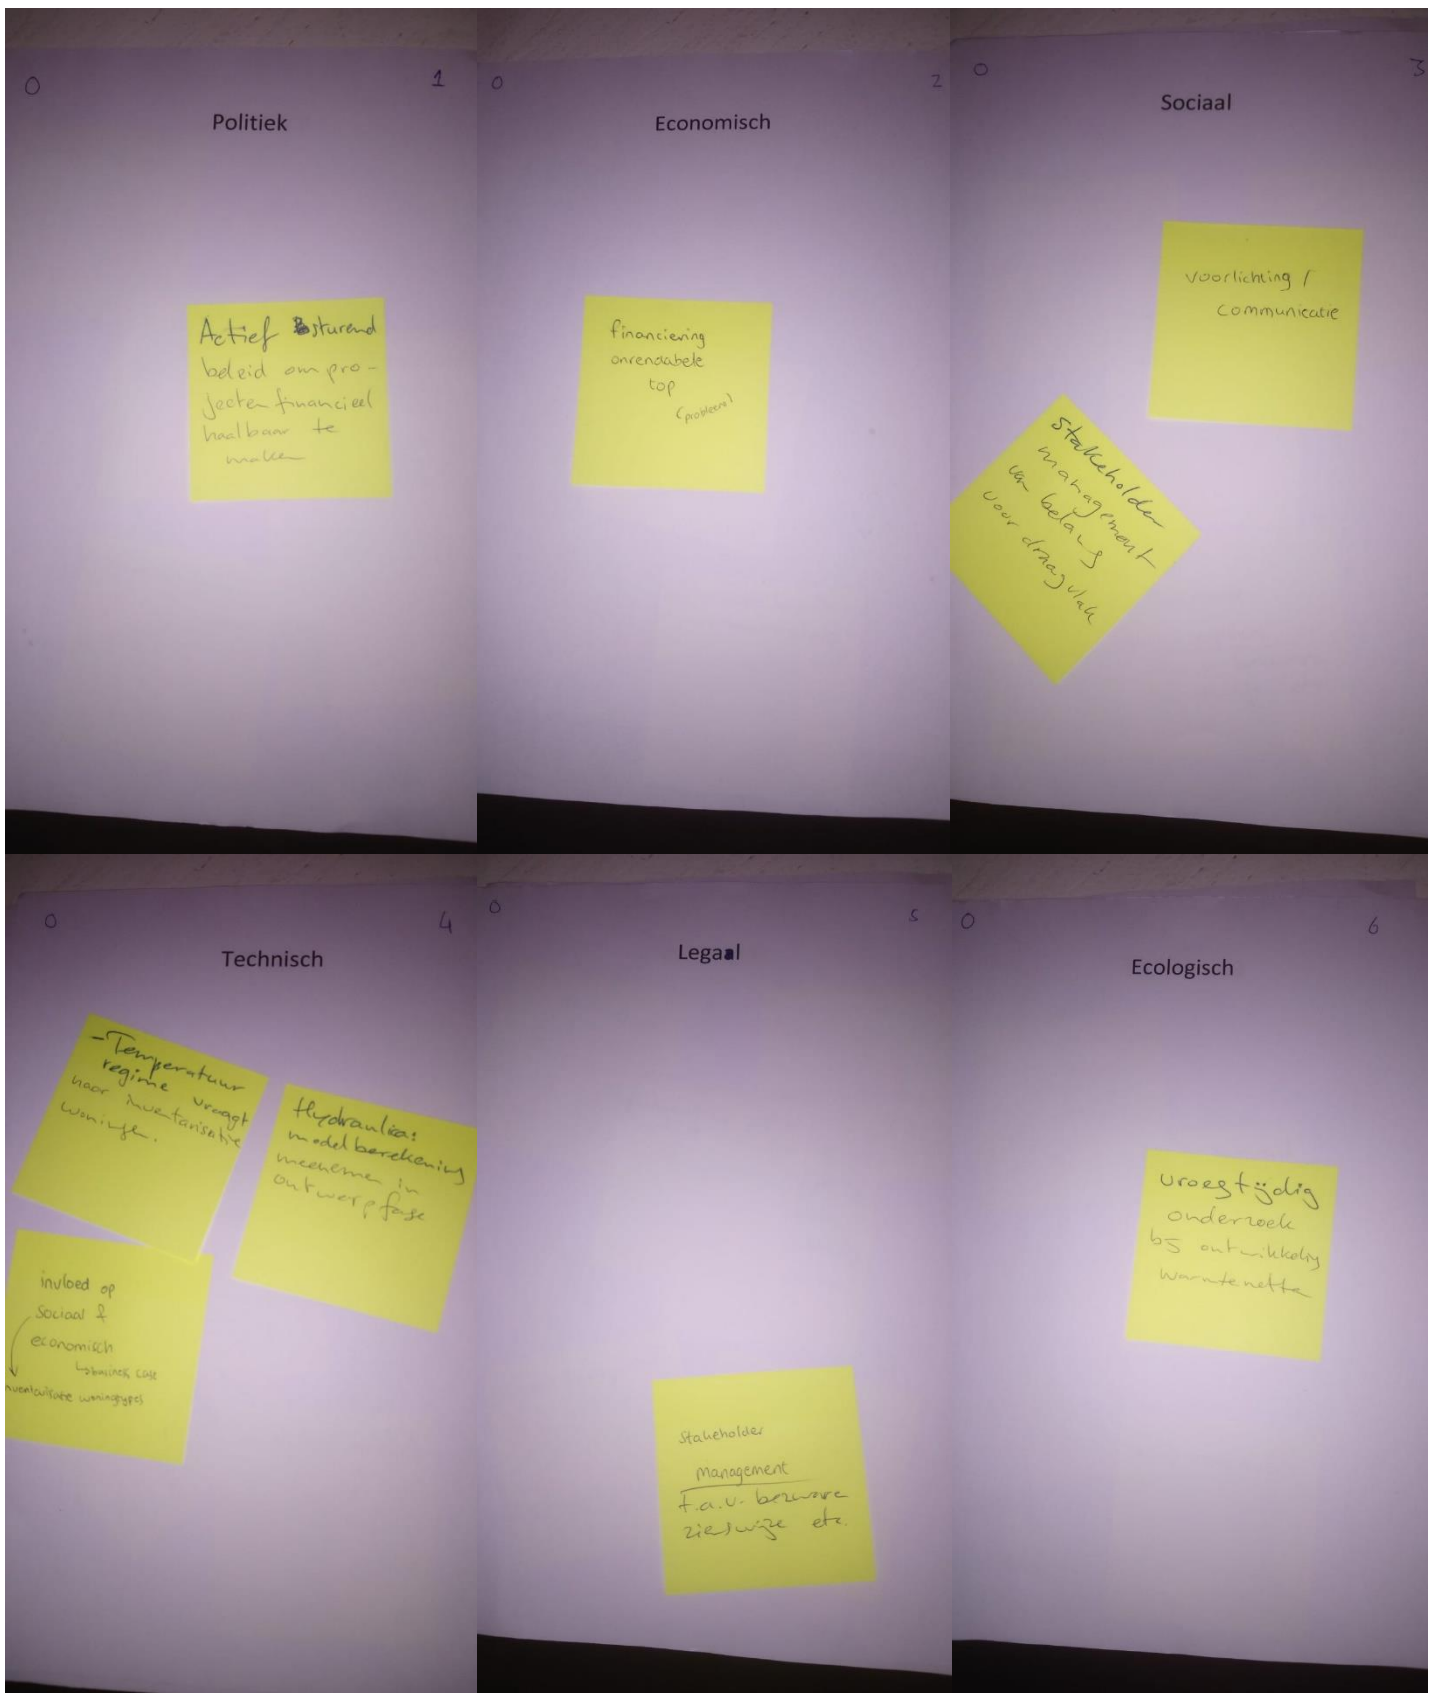 0 1
Politiek
Actief sturend
beleid om pro-
jecten financieel
haalbaar te
maken
0 2
Economisch
financiering
onrendabele
top
(probleem)
0 3
Sociaal
voorlichting /
communicatie
Stakeholder
management
van belang
voor draagvlak
0 4
Technisch
- Temperatuur
regime vraagt
naar inventarisatie
woningen.
Hydraulica:
modelberekening
meenemen in
ontwerpfase
invloed op
Sociaal &
economisch
↳ business case
inventarisatie woningtypes
0 5
Legaal
Stakeholder
management
t.a.v. bezware
zienswijze etc.
0 6
Ecologisch
vroegtijdig
onderzoek
bij ontwikkeling
warmtenetten